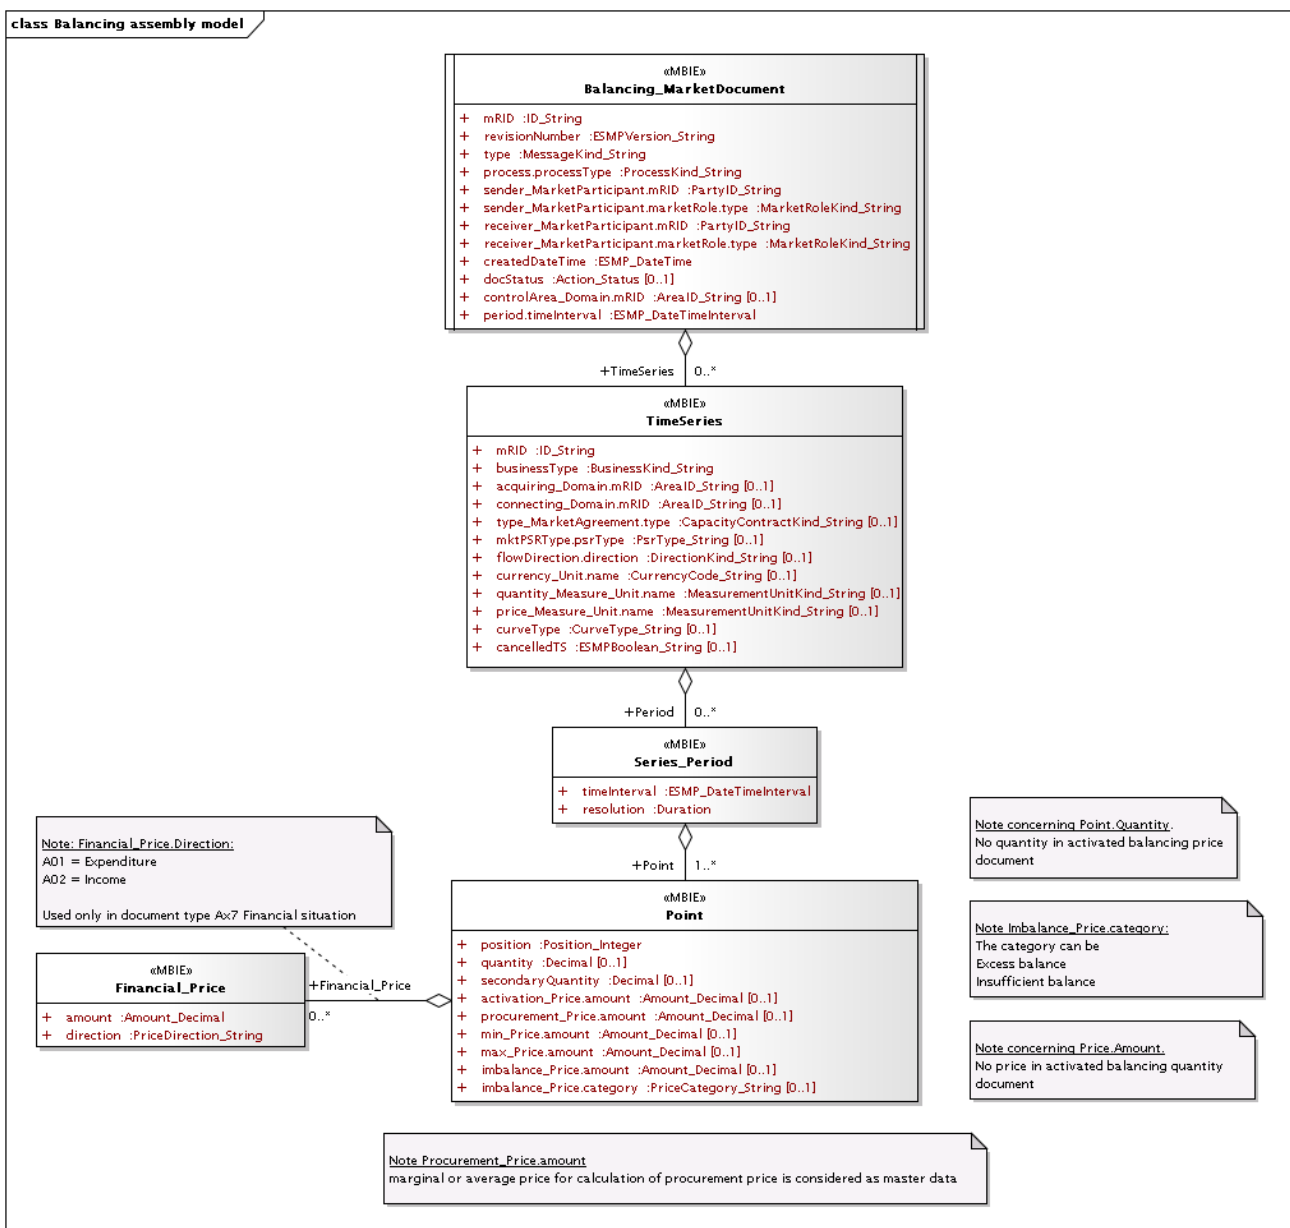 class Balancing assembly model
«MBIE»
Balancing_MarketDocument
+ mRID :ID_String
+ revisionNumber :ESMPVersion_String
+ type :MessageKind_String
+ process.processType :ProcessKind_String
+ sender_MarketParticipant.mRID :PartyID_String
+ sender_MarketParticipant.marketRole.type :MarketRoleKind_String
+ receiver_MarketParticipant.mRID :PartyID_String
+ receiver_MarketParticipant.marketRole.type :MarketRoleKind_String
+ createdDateTime :ESMP_DateTime
+ docStatus :Action_Status [0..1]
+ controlArea_Domain.mRID :AreaID_String [0..1]
+ period.timeInterval :ESMP_DateTimeInterval
+TimeSeries 0..*
«MBIE»
TimeSeries
+ mRID :ID_String
+ businessType :BusinessKind_String
+ acquiring_Domain.mRID :AreaID_String [0..1]
+ connecting_Domain.mRID :AreaID_String [0..1]
+ type_MarketAgreement.type :CapacityContractKind_String [0..1]
+ mktPSRType.psrType :PsrType_String [0..1]
+ flowDirection.direction :DirectionKind_String [0..1]
+ currency_Unit.name :CurrencyCode_String [0..1]
+ quantity_Measure_Unit.name :MeasurementUnitKind_String [0..1]
+ price_Measure_Unit.name :MeasurementUnitKind_String [0..1]
+ curveType :CurveType_String [0..1]
+ cancelledTS :ESMPBoolean_String [0..1]
+Period 0..*
«MBIE»
Series_Period
+ timeInterval :ESMP_DateTimeInterval
+ resolution :Duration
+Point 1..*
«MBIE»
Point
+ position :Position_Integer
+ quantity :Decimal [0..1]
+ secondaryQuantity :Decimal [0..1]
+ activation_Price.amount :Amount_Decimal [0..1]
+ procurement_Price.amount :Amount_Decimal [0..1]
+ min_Price.amount :Amount_Decimal [0..1]
+ max_Price.amount :Amount_Decimal [0..1]
+ imbalance_Price.amount :Amount_Decimal [0..1]
+ imbalance_Price.category :PriceCategory_String [0..1]
Note: Financial_Price.Direction:
A01 = Expenditure
A02 = Income
Used only in document type Ax7 Financial situation
+Financial_Price
0..*
«MBIE»
Financial_Price
+ amount :Amount_Decimal
+ direction :PriceDirection_String
Note concerning Point.Quantity.
No quantity in activated balancing price
document
Note Imbalance_Price.category:
The category can be
Excess balance
Insufficient balance
Note concerning Price.Amount.
No price in activated balancing quantity
document
Note Procurement_Price.amount
marginal or average price for calculation of procurement price is considered as master data